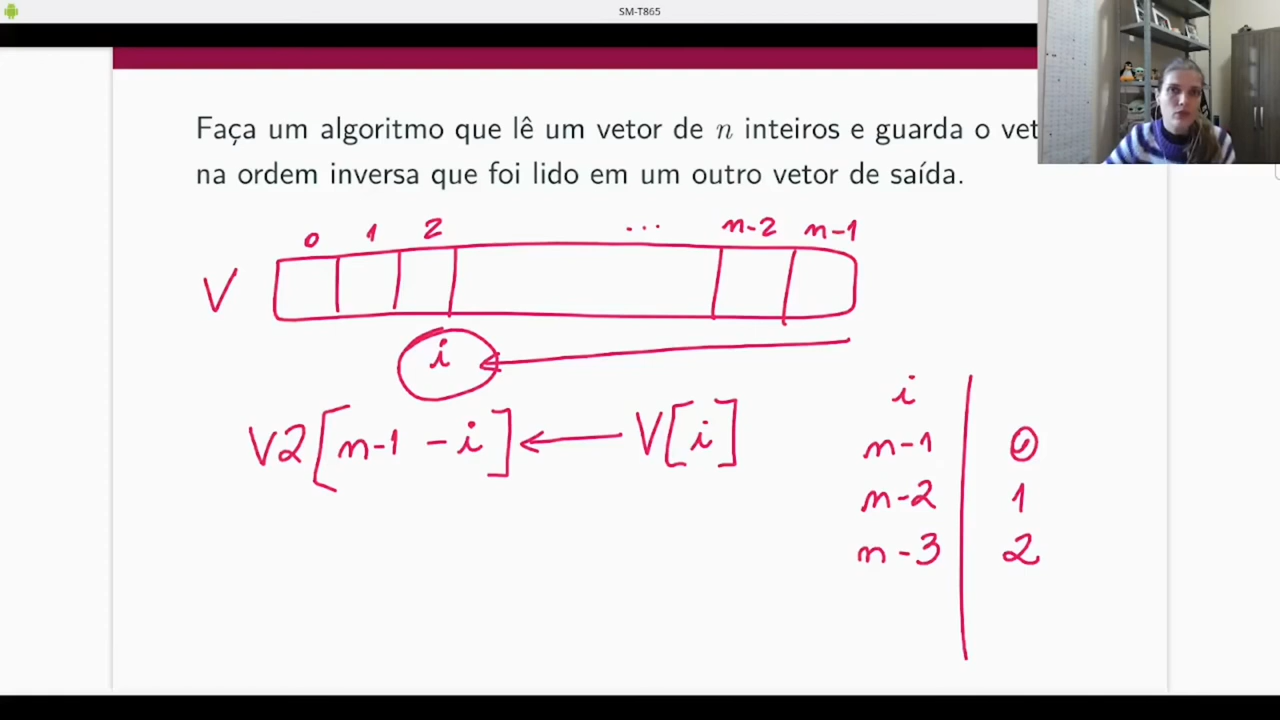 SM-T865
Faça um algoritmo que lê um vetor de n inteiros e guarda o vet
na ordem inversa que foi lido em um outro vetor de saída.
0 1 2 ... n-2 n-1
V
i
V2[n-1 -i] ← V[i]
i
n-1 0
n-2 1
n-3 2